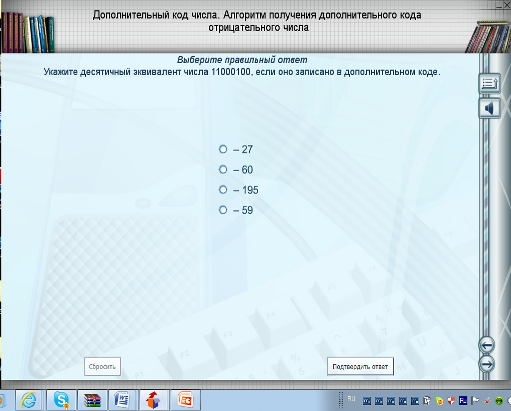 Дополнительный код числа. Алгоритм получения дополнительного кода
отрицательного числа
Выберите правильный ответ
Укажите десятичный эквивалент числа 11000100, если оно записано в дополнительном коде.
– 27
– 60
– 195
– 59
Сбросить
Подтвердить ответ
RU